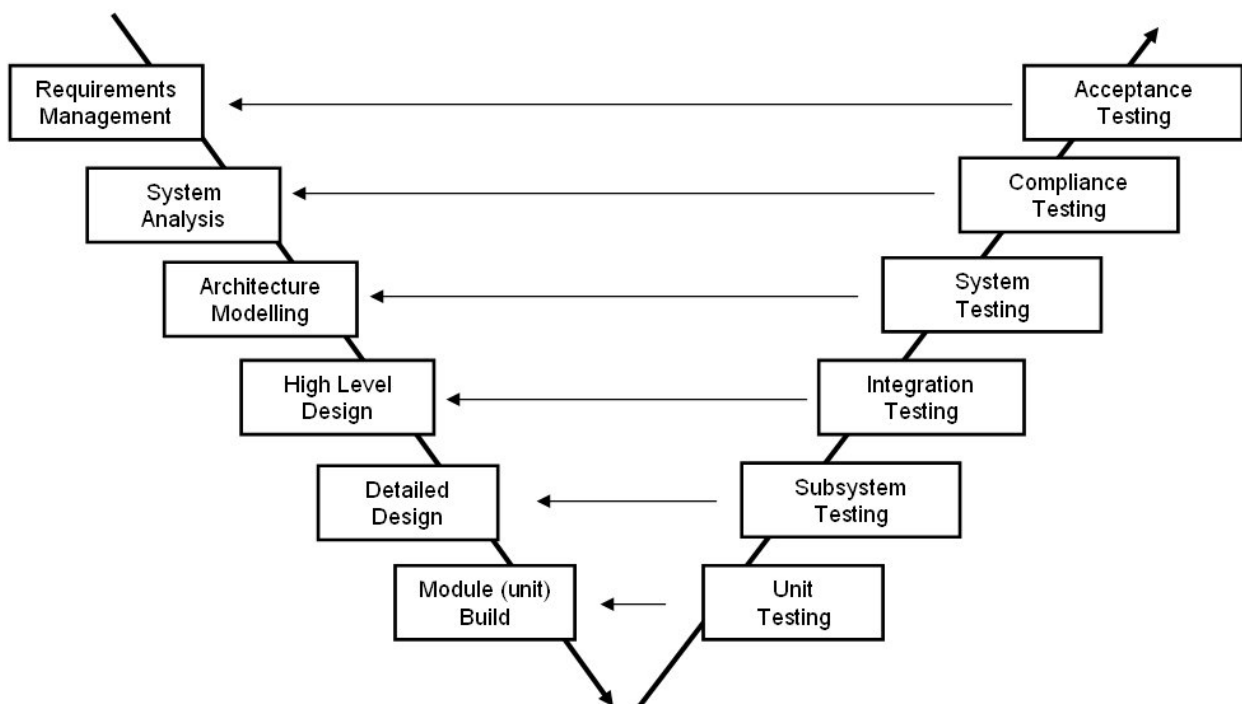 Requirements
Management
Acceptance
Testing
System
Analysis
Compliance
Testing
Architecture
Modelling
System
Testing
High Level
Design
Integration
Testing
Detailed
Design
Subsystem
Testing
Module (unit)
Build
Unit
Testing